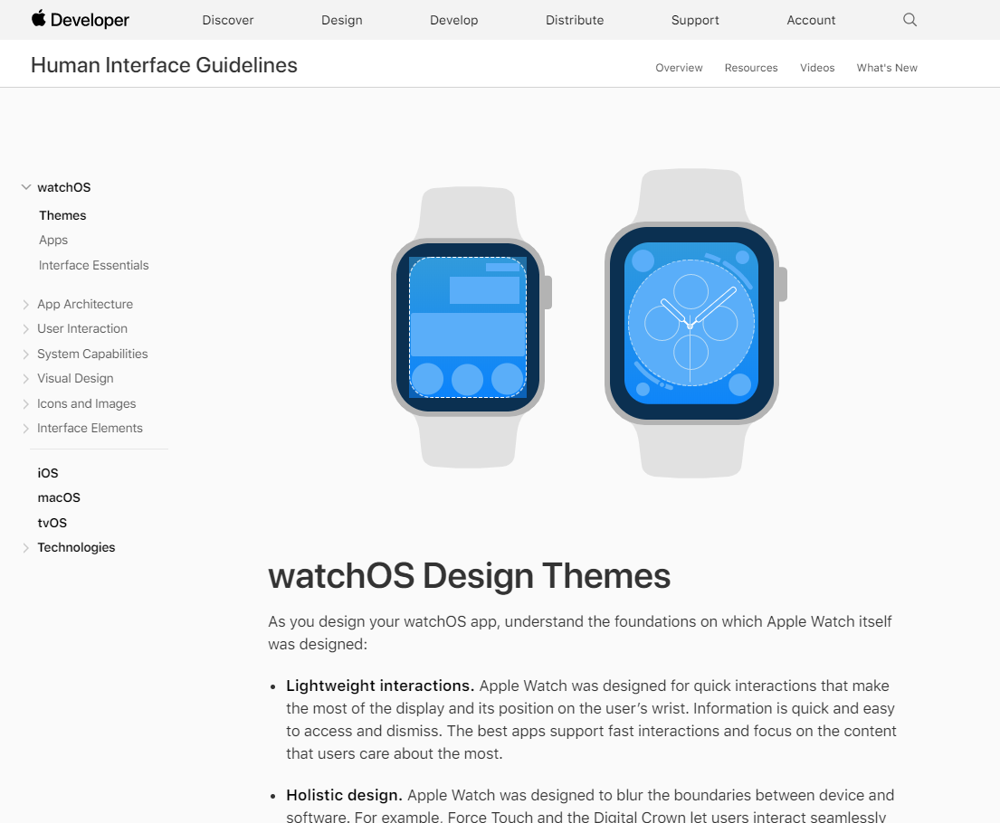 Developer
Discover
Design
Develop
Distribute
Support
Account
Human Interface Guidelines
Overview
Resources
Videos
What's New
watchOS
Themes
Apps
Interface Essentials
App Architecture
User Interaction
System Capabilities
Visual Design
Icons and Images
Interface Elements
iOS
macOS
tvOS
Technologies
watchOS Design Themes
As you design your watchOS app, understand the foundations on which Apple Watch itself
was designed:
• Lightweight interactions. Apple Watch was designed for quick interactions that make
the most of the display and its position on the user’s wrist. Information is quick and easy
to access and dismiss. The best apps support fast interactions and focus on the content
that users care about the most.
• Holistic design. Apple Watch was designed to blur the boundaries between device and
software. For example, Force Touch and the Digital Crown let users interact seamlessly